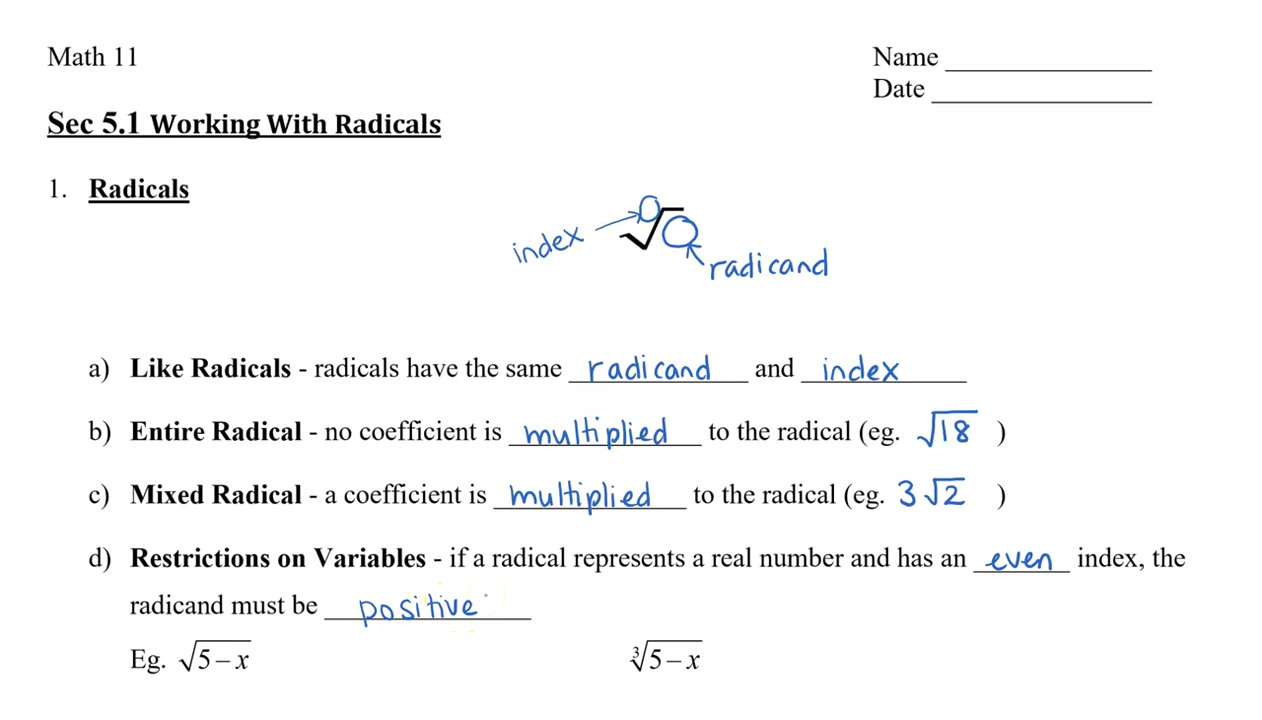 Math 11 Name ____________
Date ____________
Sec 5.1 Working With Radicals
1. Radicals
index
radicand
a) Like Radicals - radicals have the same radicand and index
b) Entire Radical - no coefficient is multiplied to the radical (eg. √18 )
c) Mixed Radical - a coefficient is multiplied to the radical (eg. 3√2 )
d) Restrictions on Variables - if a radical represents a real number and has an even index, the
radicand must be positive
Eg. √(5 – x) ∛(5 – x)